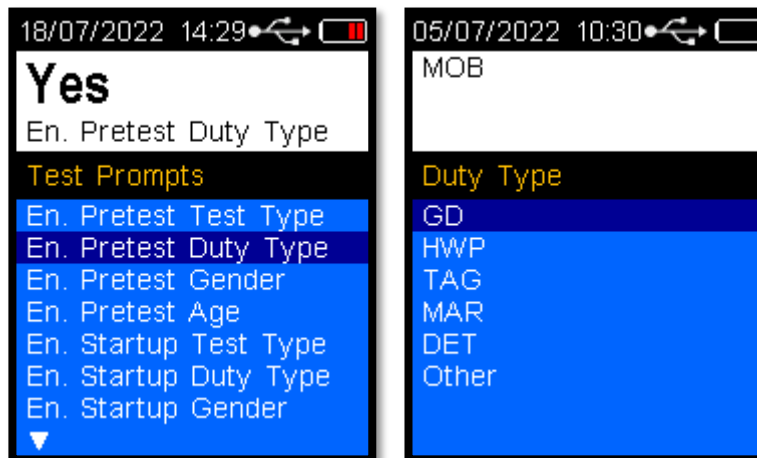 18/07/2022 14:29
Yes
En. Pretest Duty Type
Test Prompts
En. Pretest Test Type
En. Pretest Duty Type
En. Pretest Gender
En. Pretest Age
En. Startup Test Type
En. Startup Duty Type
En. Startup Gender
05/07/2022 10:30
MOB
Duty Type
GD
HWP
TAG
MAR
DET
Other